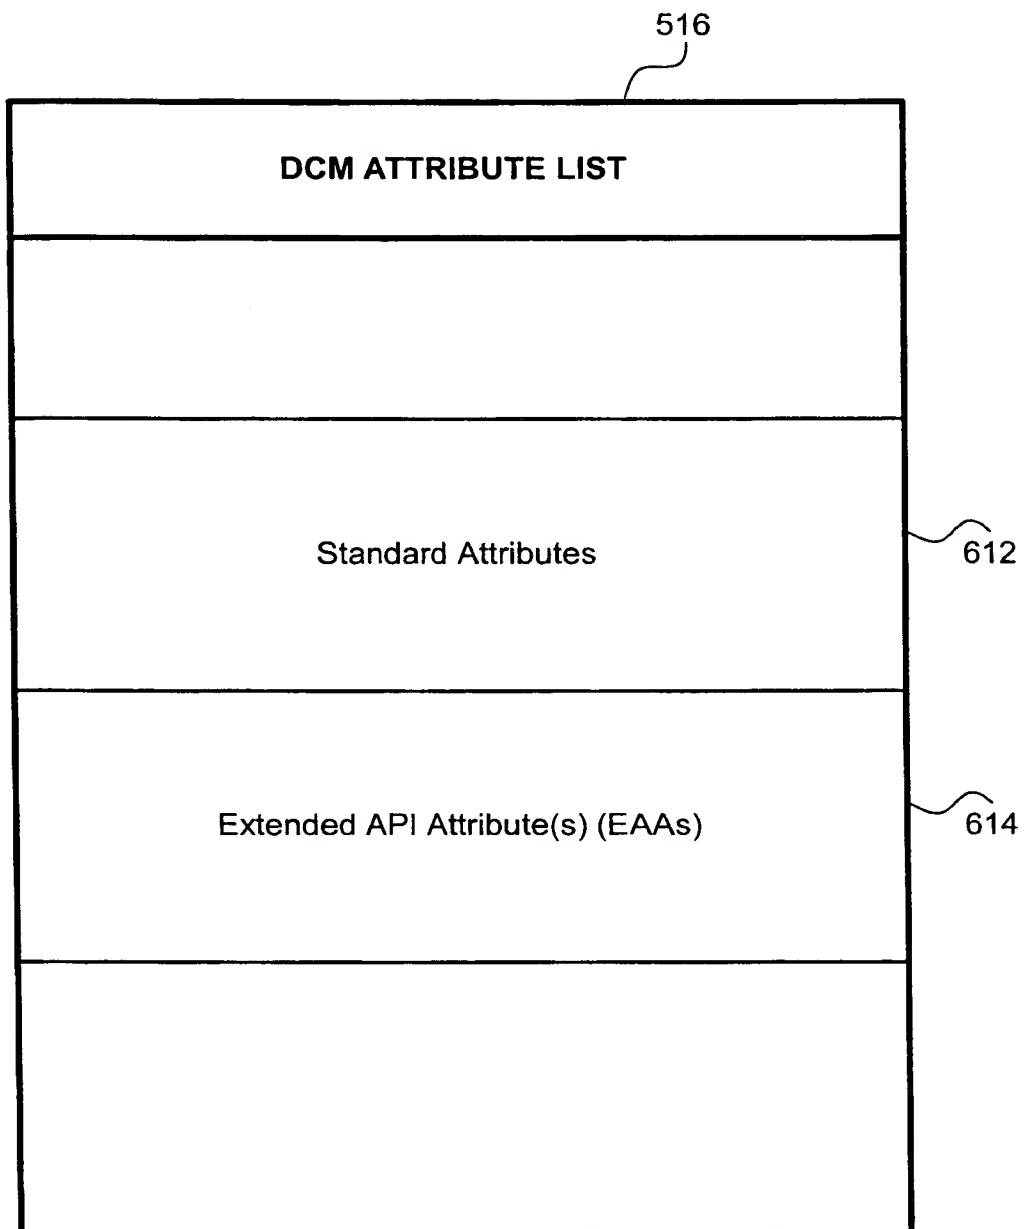 516
DCM ATTRIBUTE LIST
Standard Attributes
612
Extended API Attribute(s) (EAAs)
614